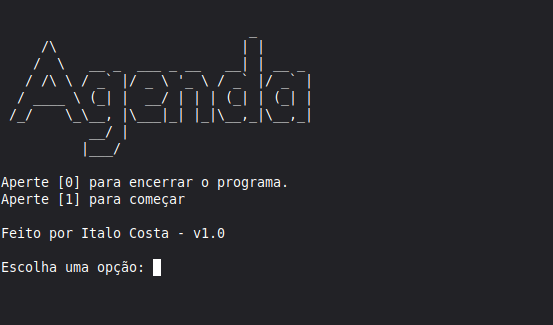 Agenda
Aperte [0] para encerrar o programa.
Aperte [1] para começar
Feito por Italo Costa - v1.0
Escolha uma opção: